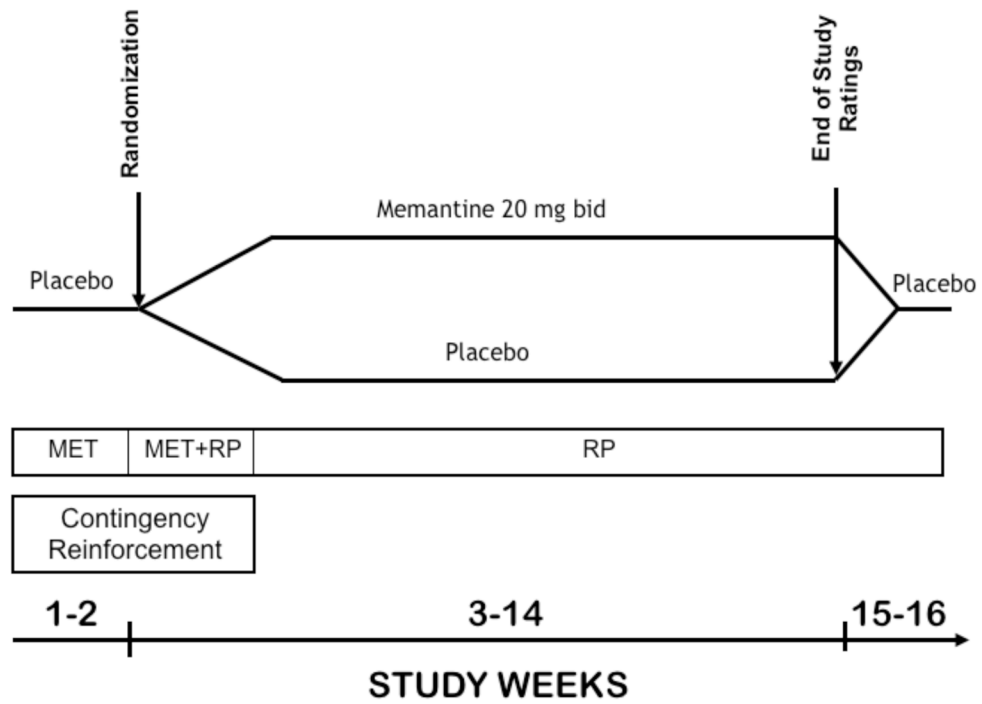 Randomization
End of Study
Ratings
Memantine 20 mg bid
Placebo
Placebo
Placebo
MET
MET+RP
RP
Contingency
Reinforcement
1-2
3-14
15-16
STUDY WEEKS